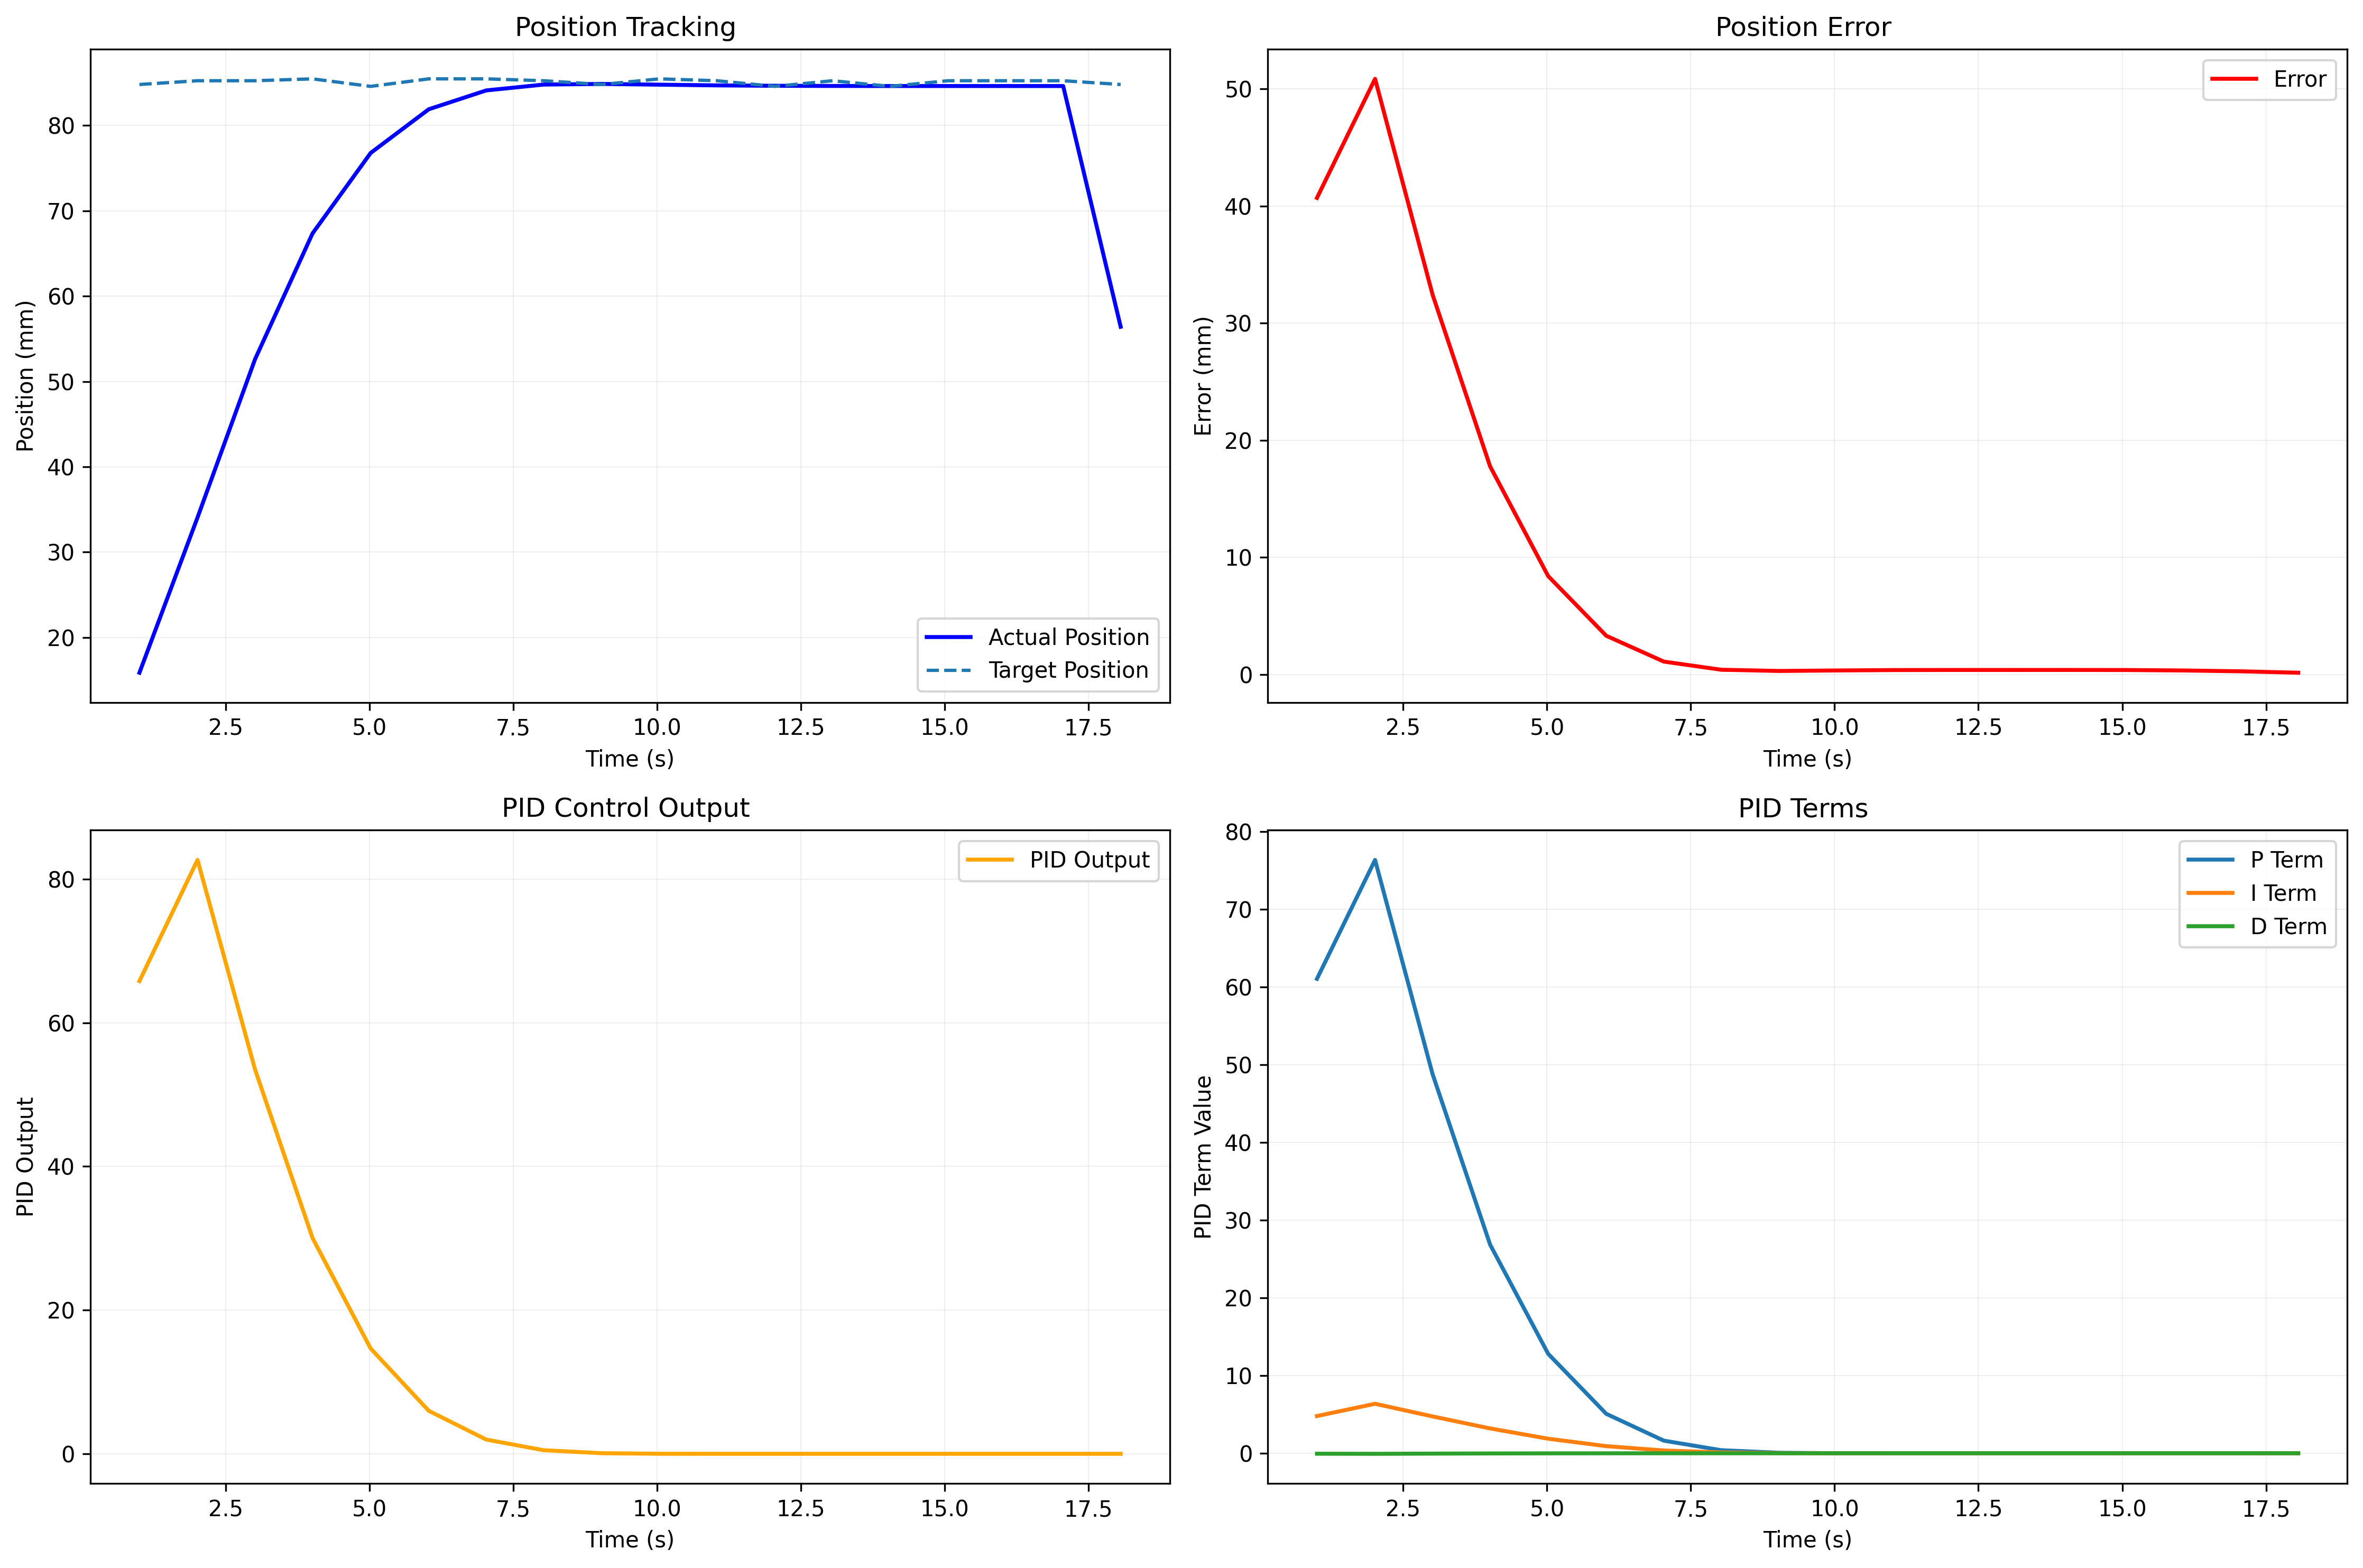 Position Tracking
Position (mm)
80
70
60
50
40
30
20
Actual Position
Target Position
2.5 5.0 7.5 10.0 12.5 15.0 17.5
Time (s)
Position Error
Error (mm)
50
40
30
20
10
0
Error
2.5 5.0 7.5 10.0 12.5 15.0 17.5
Time (s)
PID Control Output
PID Output
80
60
40
20
0
PID Output
2.5 5.0 7.5 10.0 12.5 15.0 17.5
Time (s)
PID Terms
PID Term Value
80
70
60
50
40
30
20
10
0
P Term
I Term
D Term
2.5 5.0 7.5 10.0 12.5 15.0 17.5
Time (s)